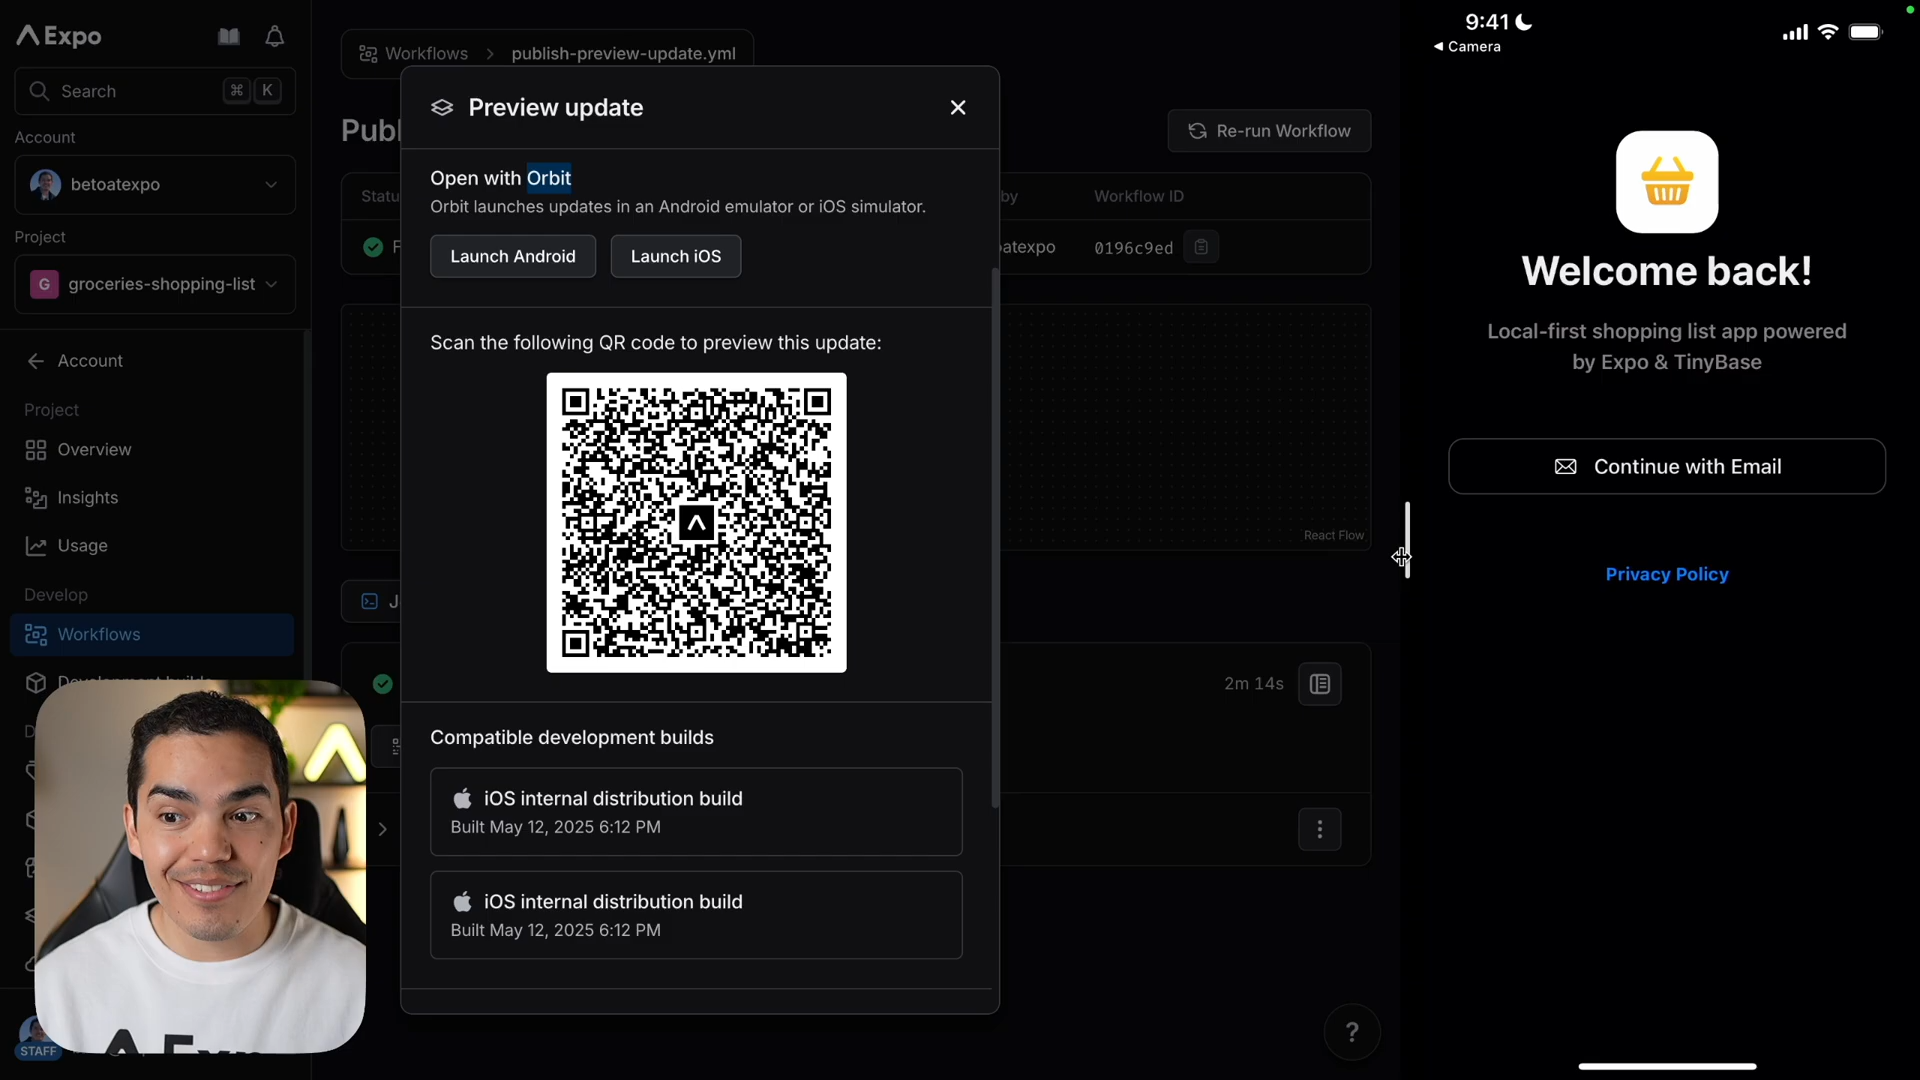 Expo
Search
⌘ K
Account
betoatexpo
Project
G groceries-shopping-list
Account
Project
Overview
Insights
Usage
Develop
Workflows
STAFF
Workflows > publish-preview-update.yml
Publ
Re-run Workflow
Statu
by
Workflow ID
F
atexpo
0196c9ed
React Flow
J
2m 14s
?
Preview update
Open with Orbit
Orbit launches updates in an Android emulator or iOS simulator.
Launch Android
Launch iOS
Scan the following QR code to preview this update:
Compatible development builds
iOS internal distribution build
Built May 12, 2025 6:12 PM
iOS internal distribution build
Built May 12, 2025 6:12 PM
9:41
Camera
Welcome back!
Local-first shopping list app powered
by Expo & TinyBase
Continue with Email
Privacy Policy